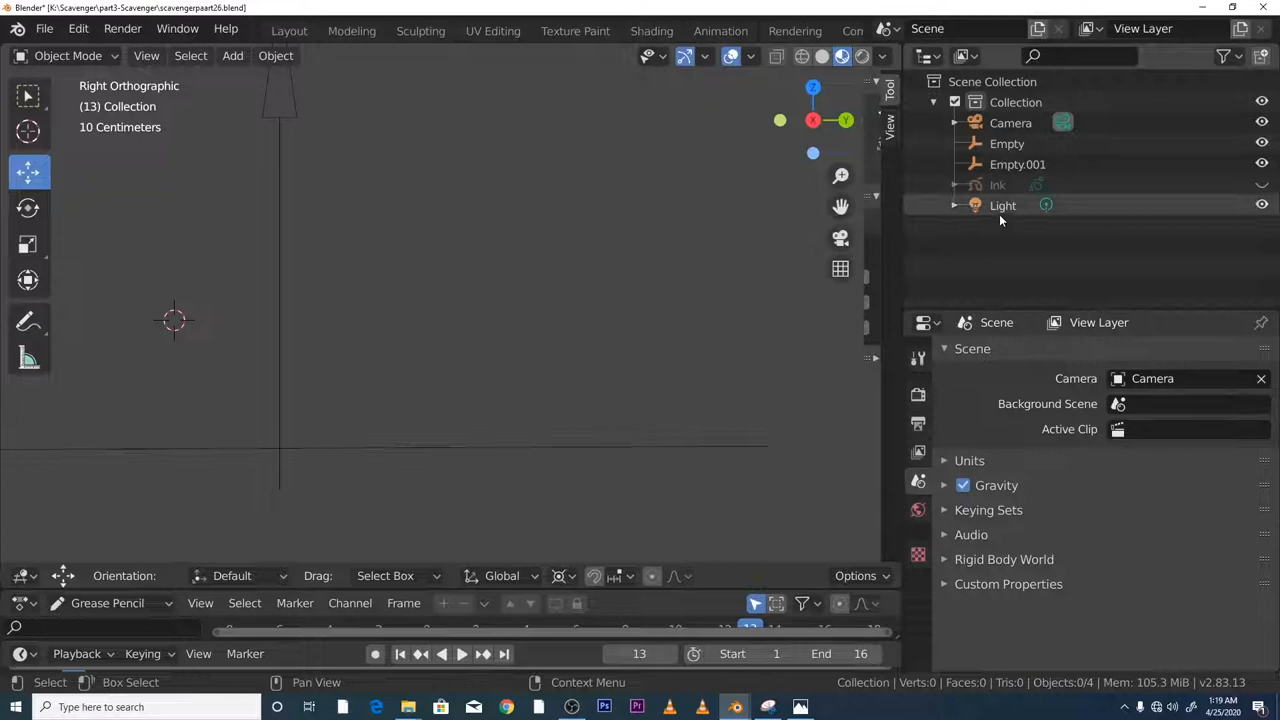 Blender* [K:\Scavenger\part3-Scavenger\scavengerpaart26.blend]
File Edit Render Window Help
Layout Modeling Sculpting UV Editing Texture Paint Shading Animation Rendering Com
Scene View Layer
Object Mode View Select Add Object
Right Orthographic
(13) Collection
10 Centimeters
Z
X
Y
Tool
View
Scene Collection
Collection
Camera
Empty
Empty.001
Ink
Light
Scene View Layer
Scene
Camera Camera
Background Scene
Active Clip
Units
Gravity
Keying Sets
Audio
Rigid Body World
Custom Properties
Orientation: Default Drag: Select Box Global Options
Grease Pencil View Select Marker Channel Frame
Playback Keying View Marker 13 Start 1 End 16
Select Box Select Pan View Context Menu Collection | Verts:0 | Faces:0 | Tris:0 | Objects:0/4 | Mem: 105.3 MiB | v2.83.13
Type here to search
1:19 AM
4/25/2020